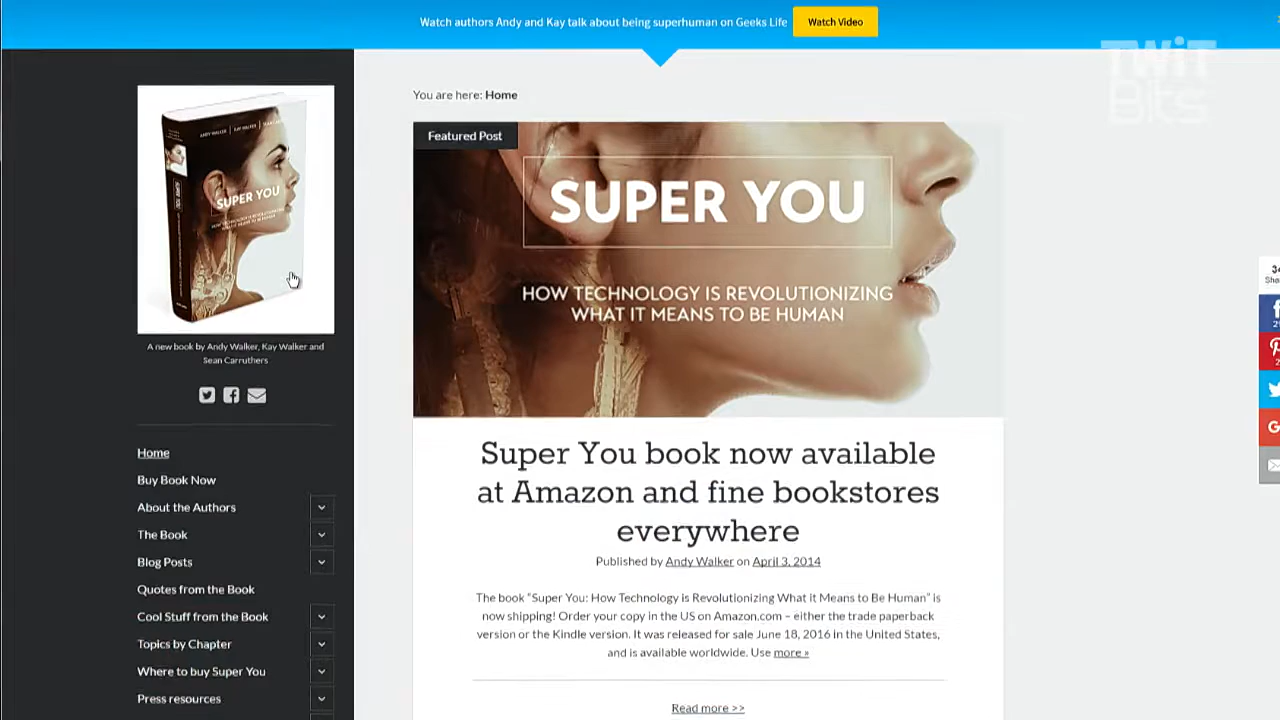 Watch authors Andy and Kay talk about being superhuman on Geeks Life
Watch Video
TWiT
Bits
SUPER YOU
A new book by Andy Walker, Kay Walker and
Sean Carruthers
Home
Buy Book Now
About the Authors
The Book
Blog Posts
Quotes from the Book
Cool Stuff from the Book
Topics by Chapter
Where to buy Super You
Press resources
You are here: Home
Featured Post
SUPER YOU
HOW TECHNOLOGY IS REVOLUTIONIZING
WHAT IT MEANS TO BE HUMAN
Super You book now available
at Amazon and fine bookstores
everywhere
Published by Andy Walker on April 3, 2014
The book “Super You: How Technology is Revolutionizing What it Means to Be Human” is
now shipping! Order your copy in the US on Amazon.com – either the trade paperback
version or the Kindle version. It was released for sale June 18, 2016 in the United States,
and is available worldwide. Use more »
Read more >>